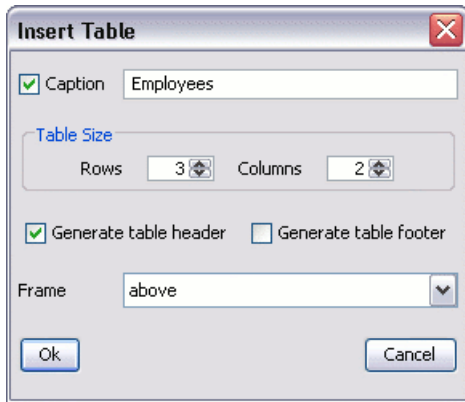 Insert Table
Caption Employees
Table Size
Rows 3 Columns 2
Generate table header Generate table footer
Frame above
Ok Cancel